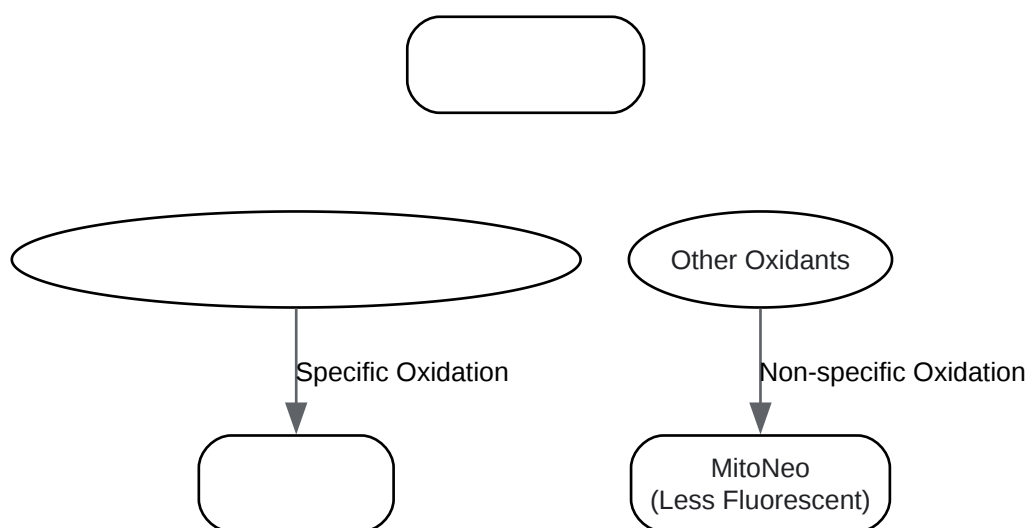 Other Oxidants
Specific Oxidation
Non-specific Oxidation
MitoNeo
(Less Fluorescent)